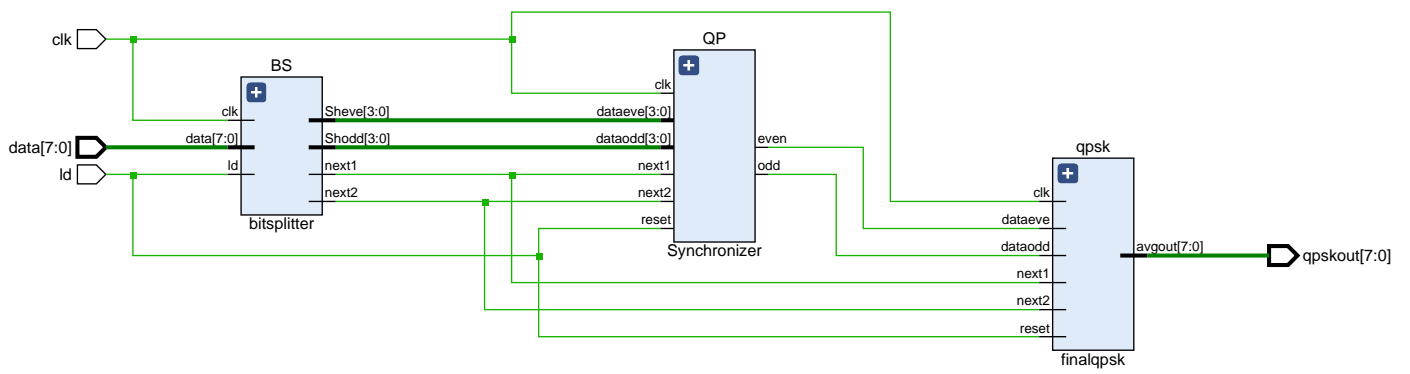 clk
data[7:0]
ld
BS
clk
data[7:0]
ld
Sheve[3:0]
Shodd[3:0]
next1
next2
bitsplitter
QP
clk
dataeve[3:0]
dataodd[3:0]
next1
next2
reset
even
odd
Synchronizer
qpsk
clk
dataeve
dataodd
next1
next2
reset
avgout[7:0]
finalqpsk
qpskout[7:0]